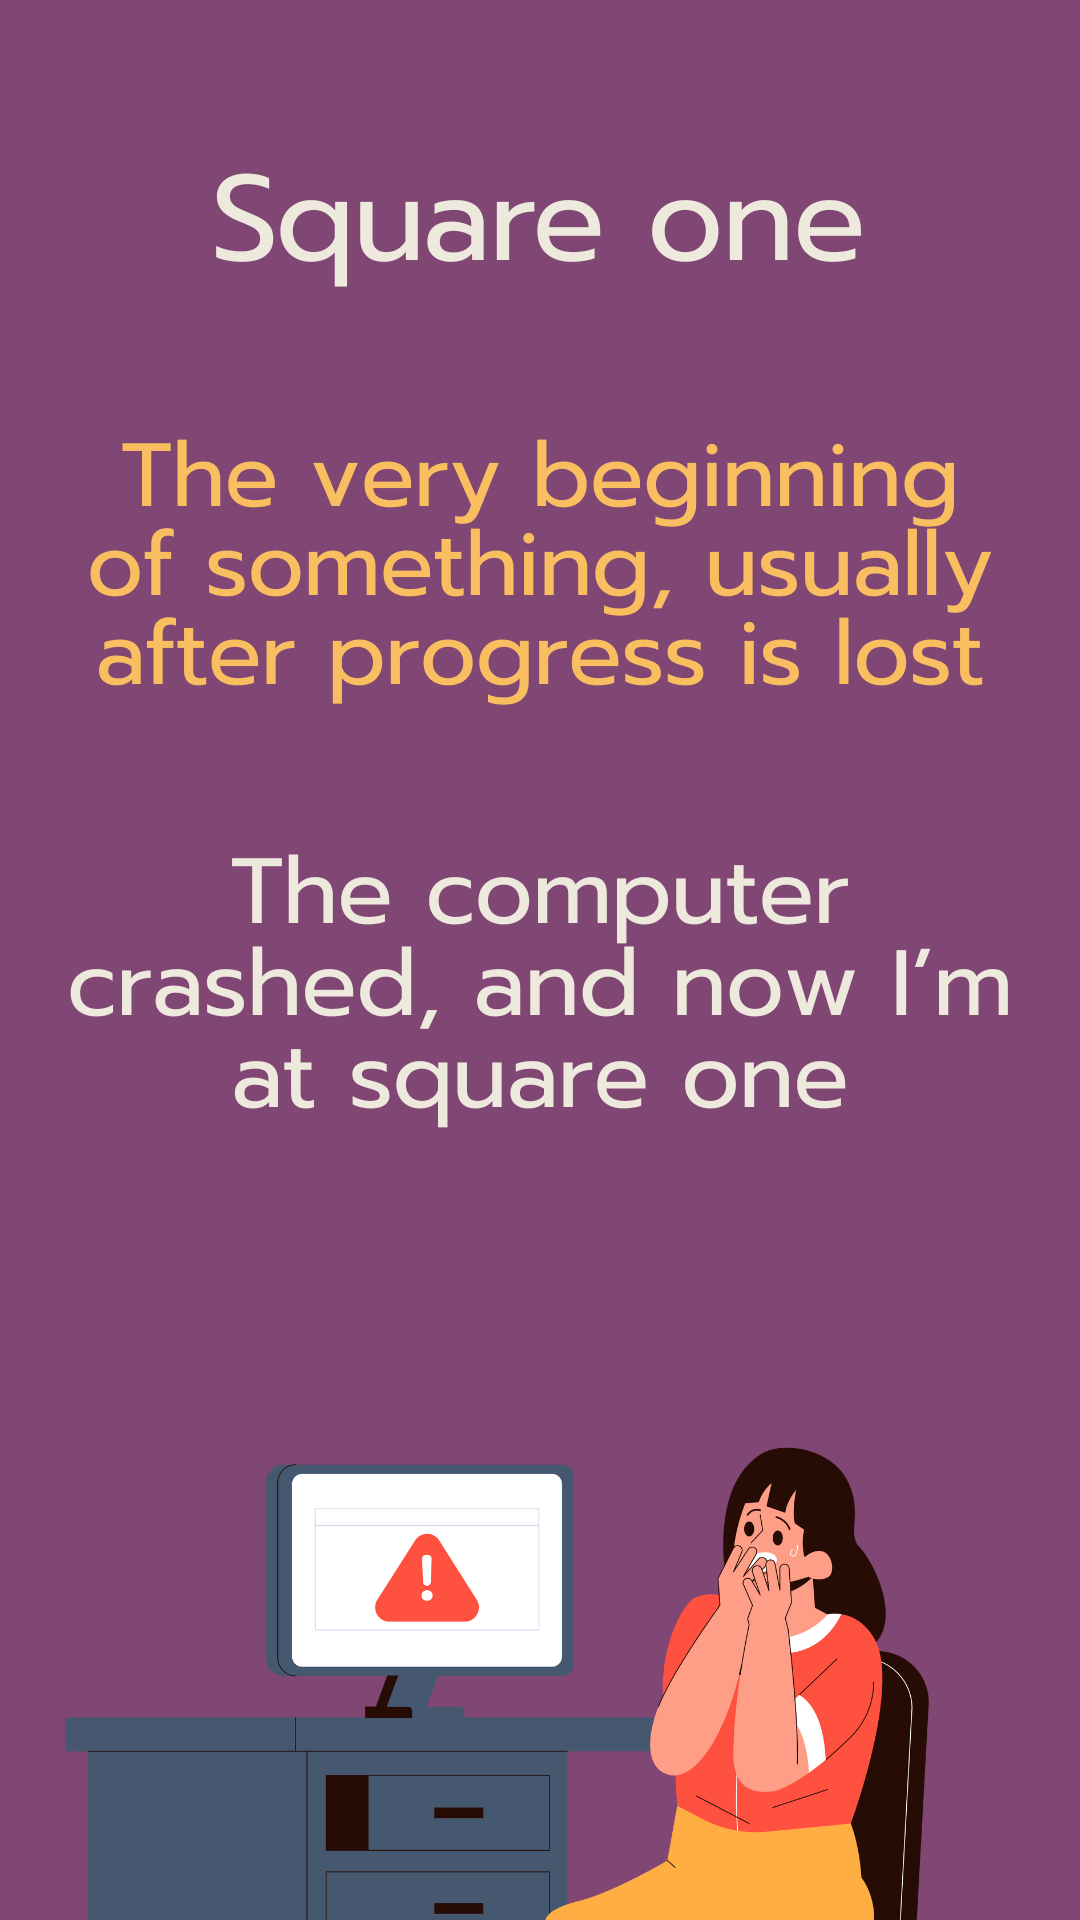 Square one
The very beginning
of something, usually
after progress is lost
The computer
crashed, and now I’m
at square one
!